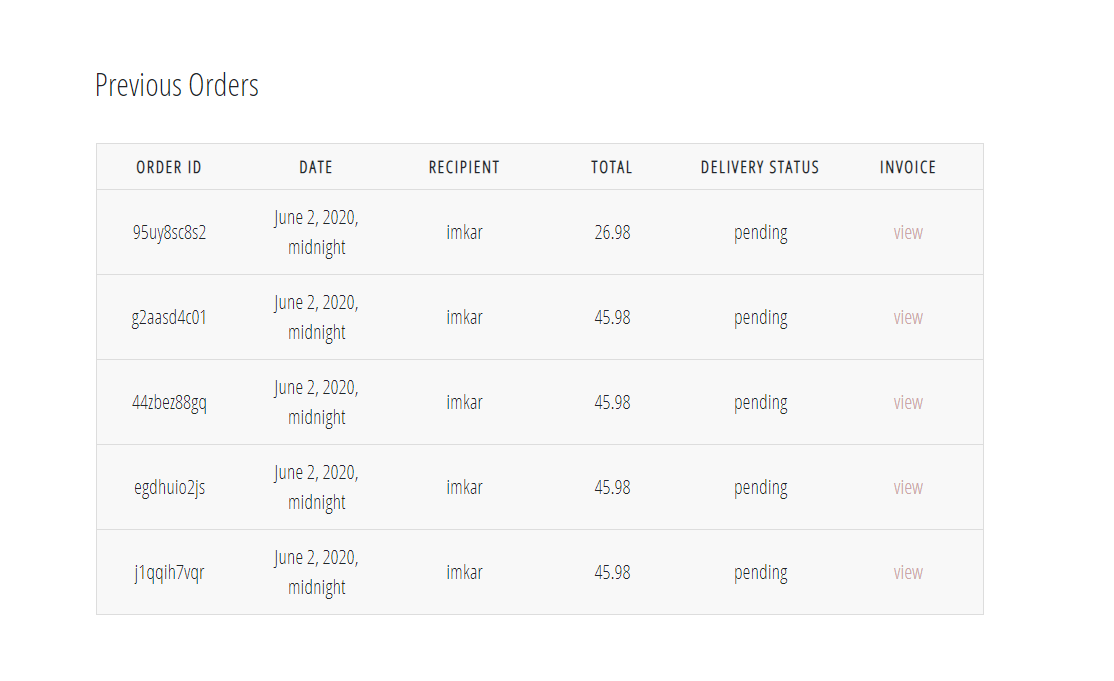 Previous Orders
ORDER ID DATE RECIPIENT TOTAL DELIVERY STATUS INVOICE
95uy8sc8s2 June 2, 2020, midnight imkar 26.98 pending view
g2aasd4c01 June 2, 2020, midnight imkar 45.98 pending view
44zbez88gq June 2, 2020, midnight imkar 45.98 pending view
egdhuio2js June 2, 2020, midnight imkar 45.98 pending view
j1qqih7vqr June 2, 2020, midnight imkar 45.98 pending view